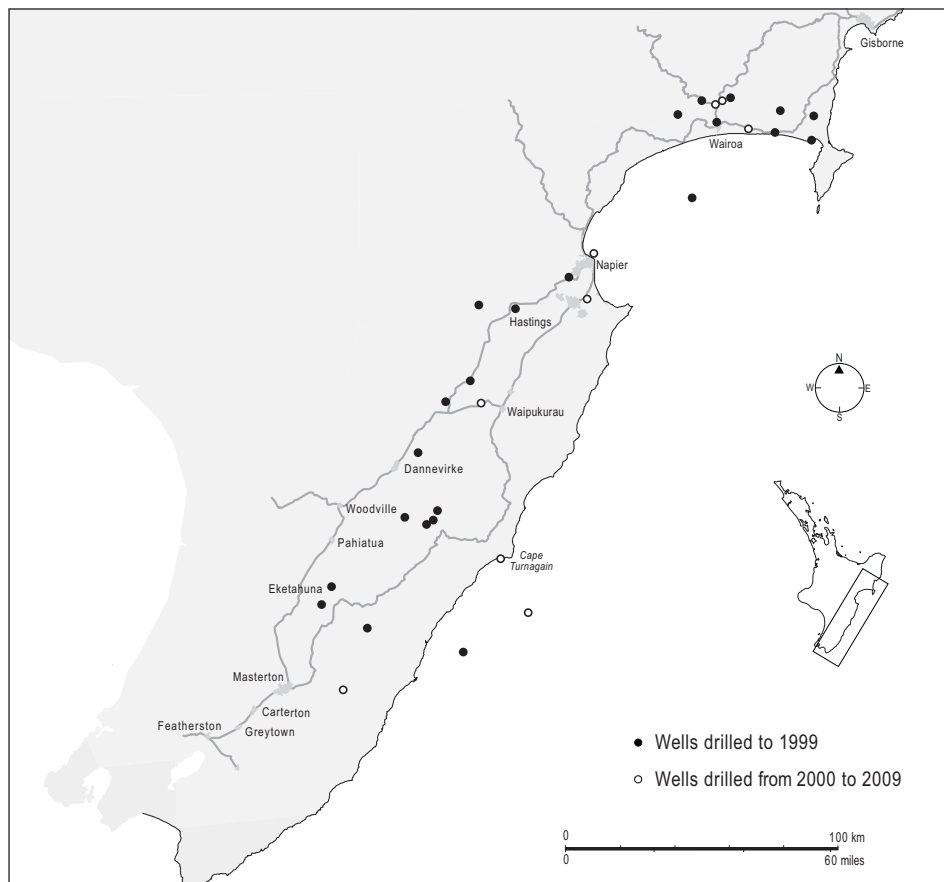 Gisborne
Wairoa
Napier
Hastings
N
W
E
S
Waipukurau
Dannevirke
Woodville
Pahiatua
Cape
Turnagain
Eketahuna
Masterton
Carterton
Featherston
Greytown
Wells drilled to 1999
Wells drilled from 2000 to 2009
0
100 km
0
60 miles